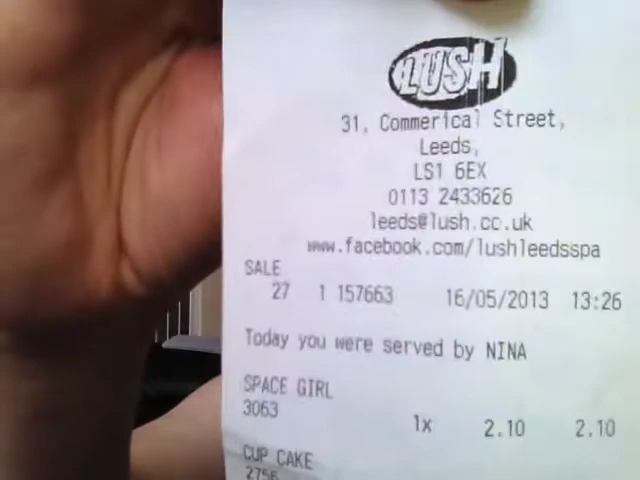 LUSH
31, Commerical Street,
Leeds,
LS1 6EX
0113 2433626
leeds@lush.co.uk
www.facebook.com/lushleedsspa
SALE
27 1 157663 16/05/2013 13:26
Today you were served by NINA
SPACE GIRL
3063
1x 2.10 2.10
CUP CAKE
2756